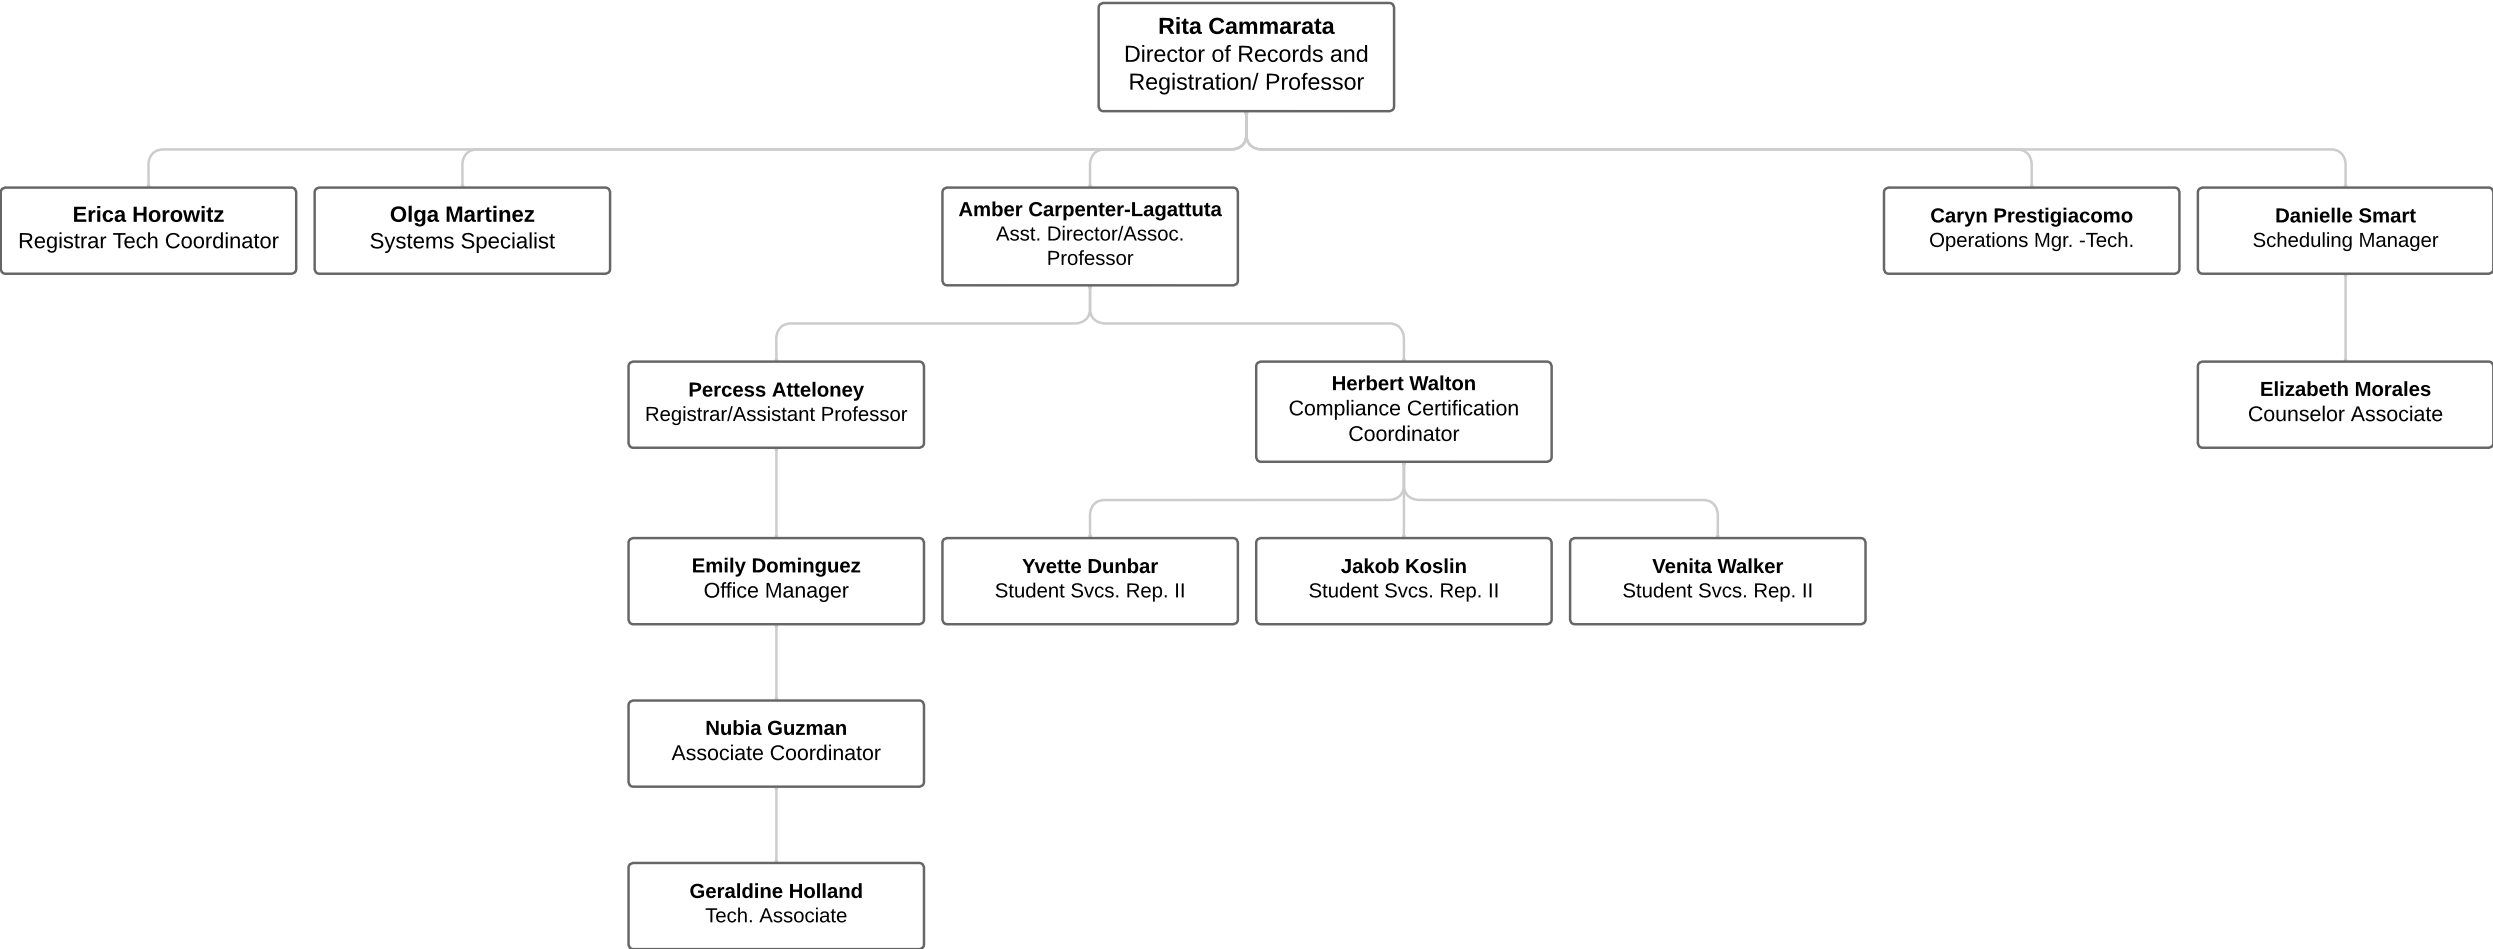 Rita Cammarata
Director of Records and
Registration/ Professor
Erica Horowitz
Registrar Tech Coordinator
Olga Martinez
Systems Specialist
Amber Carpenter-Lagattuta
Asst. Director/Assoc.
Professor
Caryn Prestigiacomo
Operations Mgr. -Tech.
Danielle Smart
Scheduling Manager
Percess Atteloney
Registrar/Assistant Professor
Herbert Walton
Compliance Certification
Coordinator
Elizabeth Morales
Counselor Associate
Emily Dominguez
Office Manager
Yvette Dunbar
Student Svcs. Rep. II
Jakob Koslin
Student Svcs. Rep. II
Venita Walker
Student Svcs. Rep. II
Nubia Guzman
Associate Coordinator
Geraldine Holland
Tech. Associate